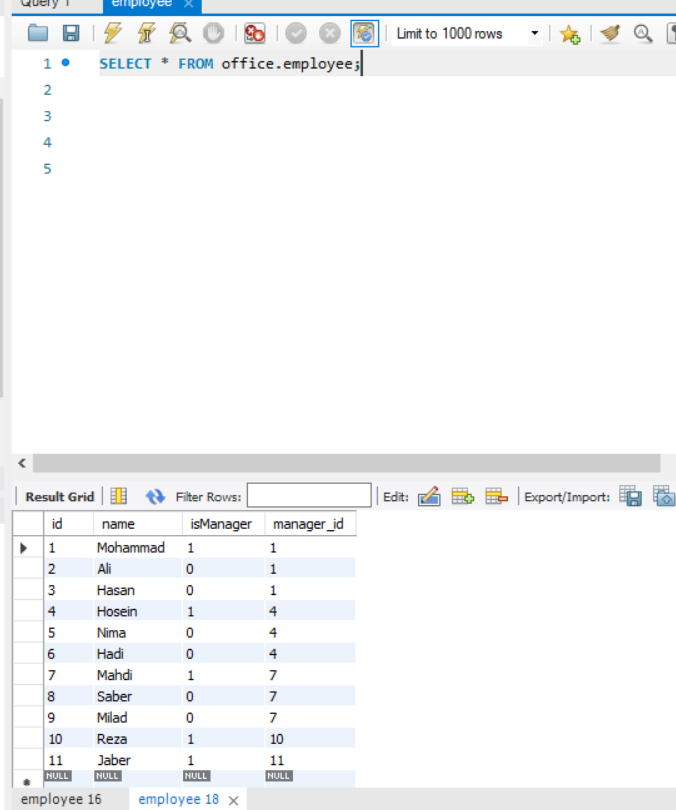 Query 1 employee ×
Limit to 1000 rows
1 SELECT * FROM office.employee;
2
3
4
5
Result Grid Filter Rows: Edit: Export/Import:
id name isManager manager_id
1 Mohammad 1 1
2 Ali 0 1
3 Hasan 0 1
4 Hosein 1 4
5 Nima 0 4
6 Hadi 0 4
7 Mahdi 1 7
8 Saber 0 7
9 Milad 0 7
10 Reza 1 10
11 Jaber 1 11
NULL NULL NULL NULL
employee 16 employee 18 ×